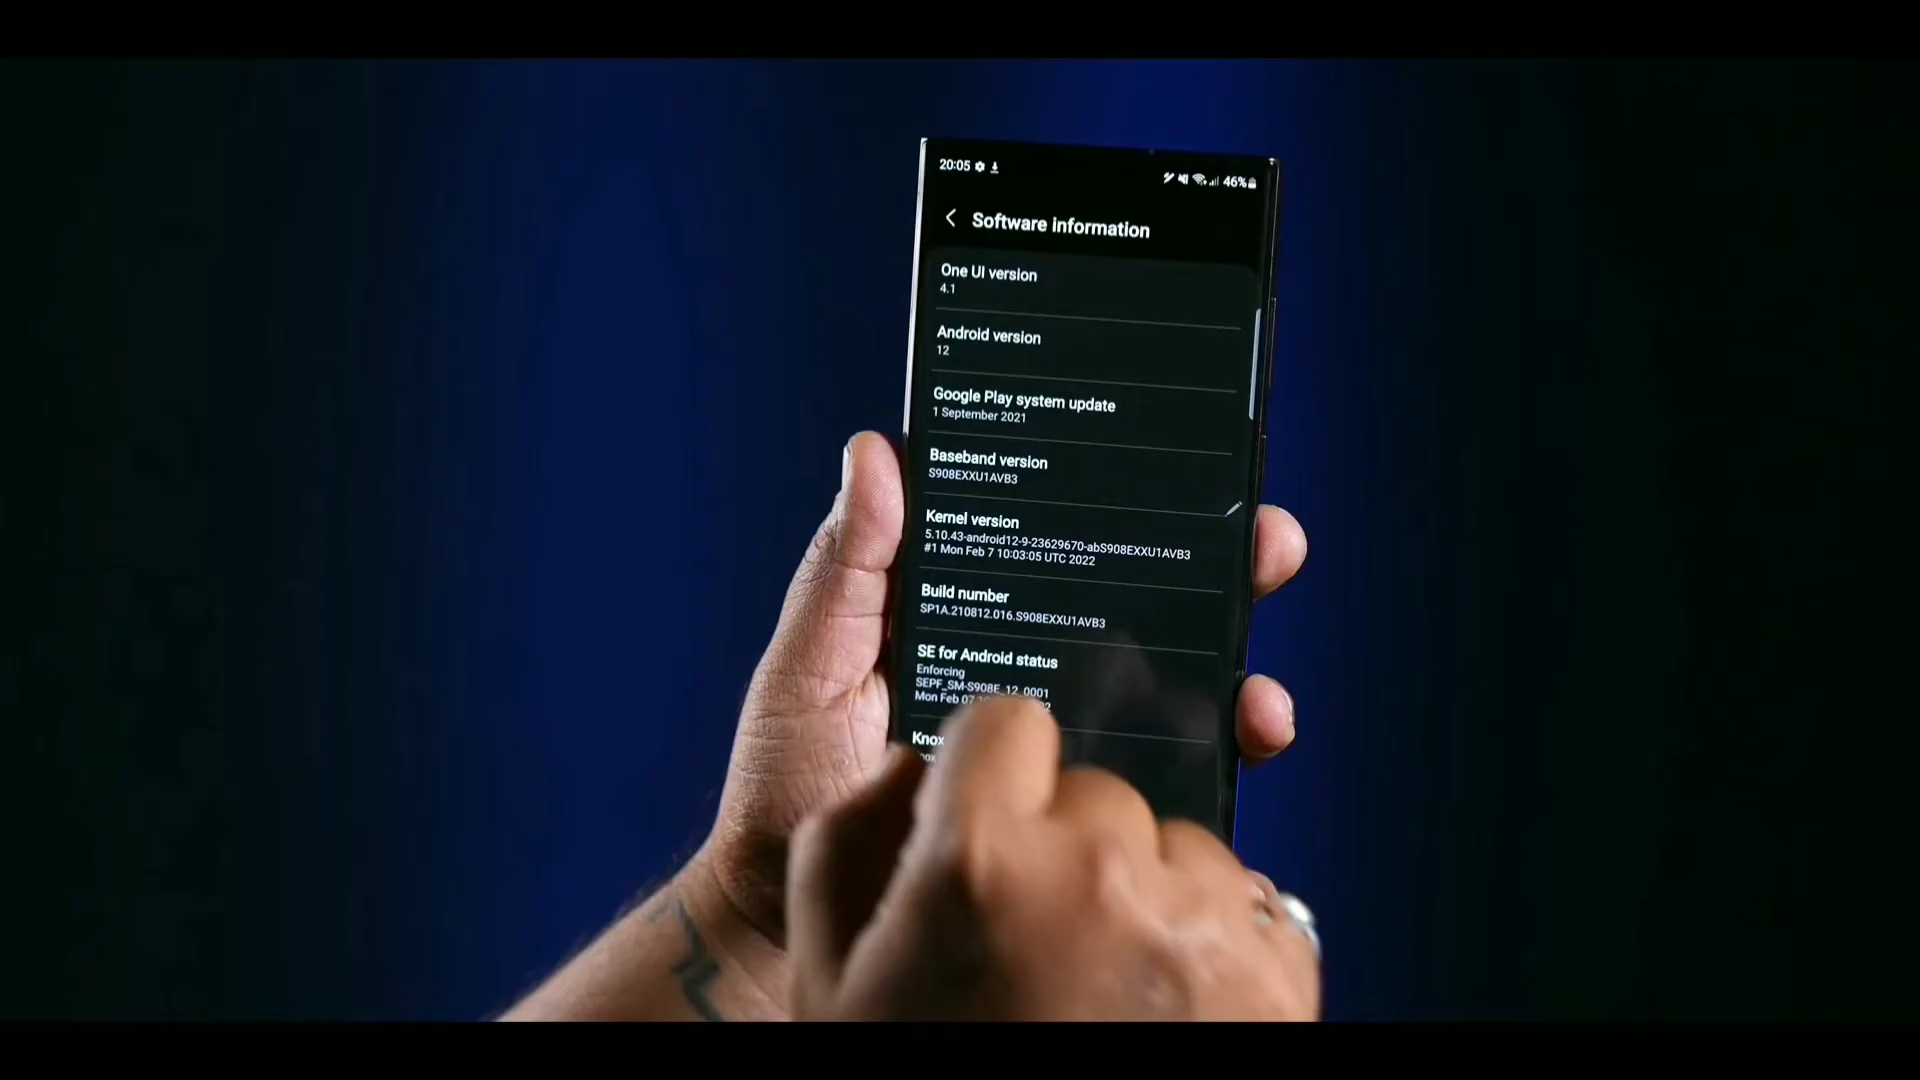 20:05
46%
Software information
One UI version
4.1
Android version
12
Google Play system update
1 September 2021
Baseband version
S908EXXU1AVB3
Kernel version
5.10.43-android12-9-23629670-abS908EXXU1AVB3
#1 Mon Feb 7 10:03:05 UTC 2022
Build number
SP1A.210812.016.S908EXXU1AVB3
SE for Android status
Enforcing
SEPF_SM-S908E_12_0001
Mon Feb 07
Knox